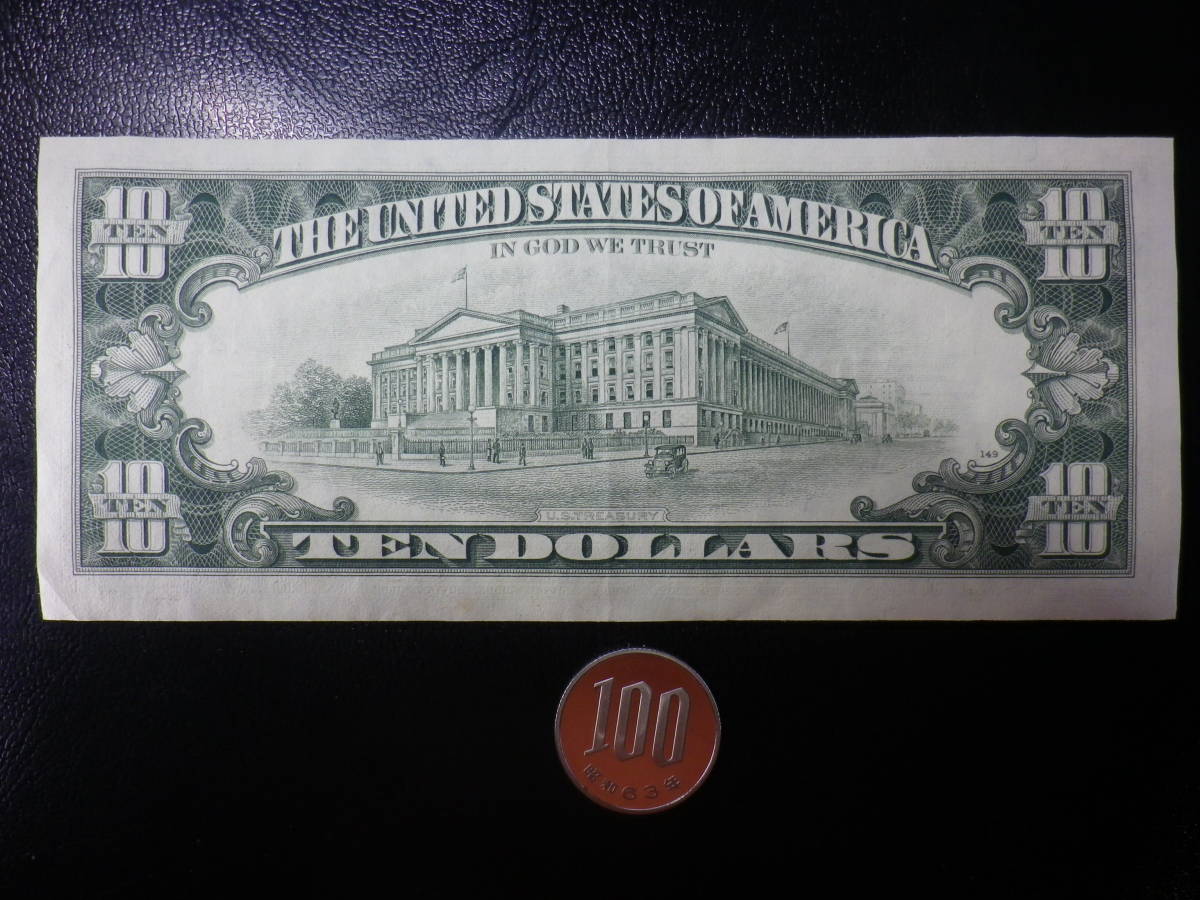 10 TEN 10
THE UNITED STATES OF AMERICA
10 TEN 10
IN GOD WE TRUST
149
10 TEN 10
U.S. TREASURY
10 TEN 10
TEN DOLLARS
100
昭和63年